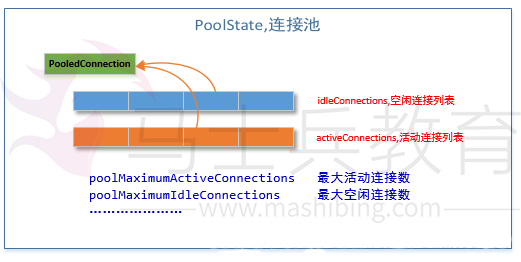 PoolState,连接池
PooledConnection
idleConnections,空闲连接列表
activeConnections,活动连接列表
poolMaximumActiveConnections 最大活动连接数
poolMaximumIdleConnections 最大空闲连接数
…………………
马士兵教育
www.mashibing.com